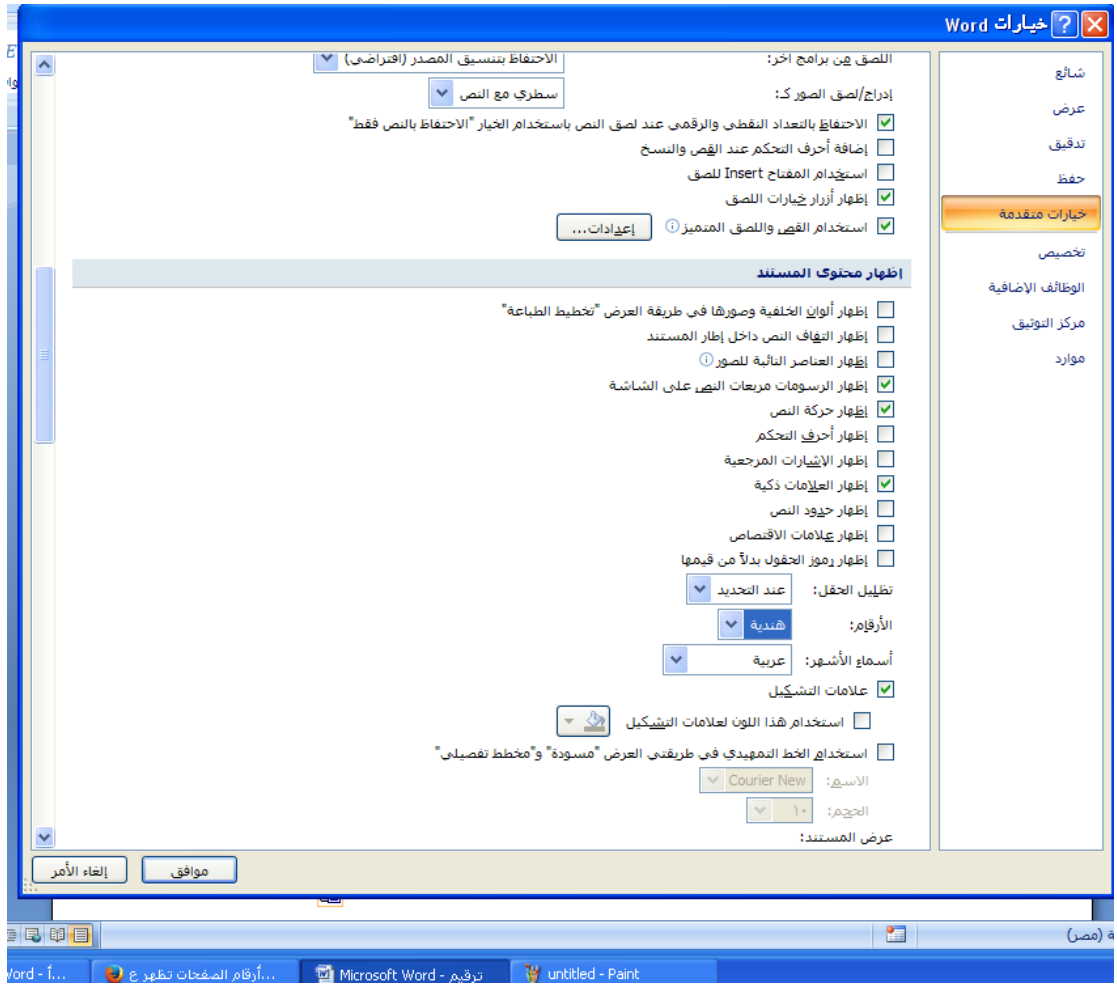 خيارات Word
شائع
عرض
تدقيق
حفظ
خيارات متقدمة
تخصيص
الوظائف الإضافية
مركز التوثيق
موارد
اللصق من برامج أخر: الاحتفاظ بتنسيق المصدر (افتراضي)
إدراج/لصق الصور كـ: سطري مع النص
الاحتفاظ بالتعداد النقطي والرقمي عند لصق النص باستخدام الخيار "الاحتفاظ بالنص فقط"
إضافة أحرف التحكم عند القص والنسخ
استخدام المفتاح Insert للصق
إظهار أزرار خيارات اللصق
استخدام القص واللصق المتميز إعدادات...
إظهار محتوى المستند
إظهار ألوان الخلفية وصورها في طريقة العرض "تخطيط الطباعة"
إظهار التفاف النص داخل إطار المستند
إظهار العناصر النائبة للصور
إظهار الرسومات مربعات النص على الشاشة
إظهار حركة النص
إظهار أحرف التحكم
إظهار الإشارات المرجعية
إظهار العلامات ذكية
إظهار حدود النص
إظهار علامات الاقتصاص
إظهار رموز الحقول بدلاً من قيمها
تظليل الحقل: عند التحديد
الأرقام: هندية
أسماء الأشهر: عربية
علامات التشكيل
استخدام هذا اللون لعلامات التشكيل
استخدام الخط التمهيدي في طريقتي العرض "مسودة" و"مخطط تفصيلي"
الاسم: Courier New
الحجم: ١٠
عرض المستند:
موافق إلغاء الأمر
(مصر)
...أرقام الصفحات تظهر ع ترقيم - Microsoft Word untitled - Paint